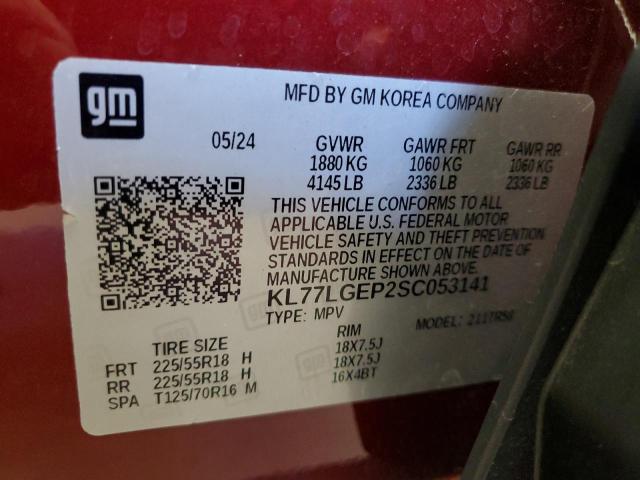 gm
MFD BY GM KOREA COMPANY
05/24 GVWR GAWR FRT GAWR RR
1880 KG 1060 KG 1060 KG
4145 LB 2336 LB 2336 LB
THIS VEHICLE CONFORMS TO ALL
APPLICABLE U.S. FEDERAL MOTOR
VEHICLE SAFETY AND THEFT PREVENTION
STANDARDS IN EFFECT ON THE DATE OF
MANUFACTURE SHOWN ABOVE.
KL77LGEP2SC053141
TYPE: MPV MODEL:
TIRE SIZE RIM
FRT 225/55R18 H 18X7.5J
RR 225/55R18 H 18X7.5J
SPA T125/70R16 M 16X4BT